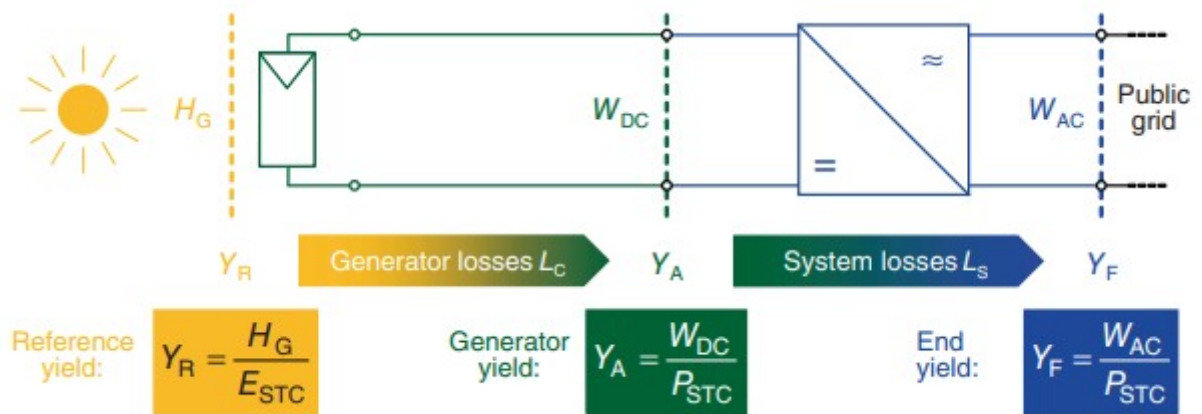 H_G
W_DC
≈
=
W_AC
Public
grid
Y_R
Generator losses L_C
Y_A
System losses L_S
Y_F
Reference
yield:
Y_R = H_G / E_STC
Generator
yield:
Y_A = W_DC / P_STC
End
yield:
Y_F = W_AC / P_STC